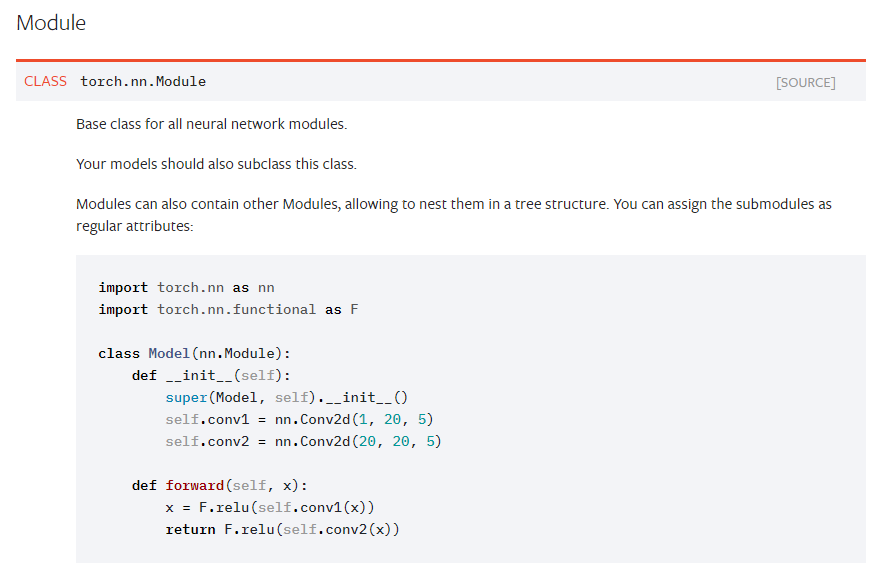 Module
CLASS torch.nn.Module [SOURCE]
Base class for all neural network modules.
Your models should also subclass this class.
Modules can also contain other Modules, allowing to nest them in a tree structure. You can assign the submodules as
regular attributes:
import torch.nn as nn
import torch.nn.functional as F
class Model(nn.Module):
    def __init__(self):
        super(Model, self).__init__()
        self.conv1 = nn.Conv2d(1, 20, 5)
        self.conv2 = nn.Conv2d(20, 20, 5)
    def forward(self, x):
        x = F.relu(self.conv1(x))
        return F.relu(self.conv2(x))